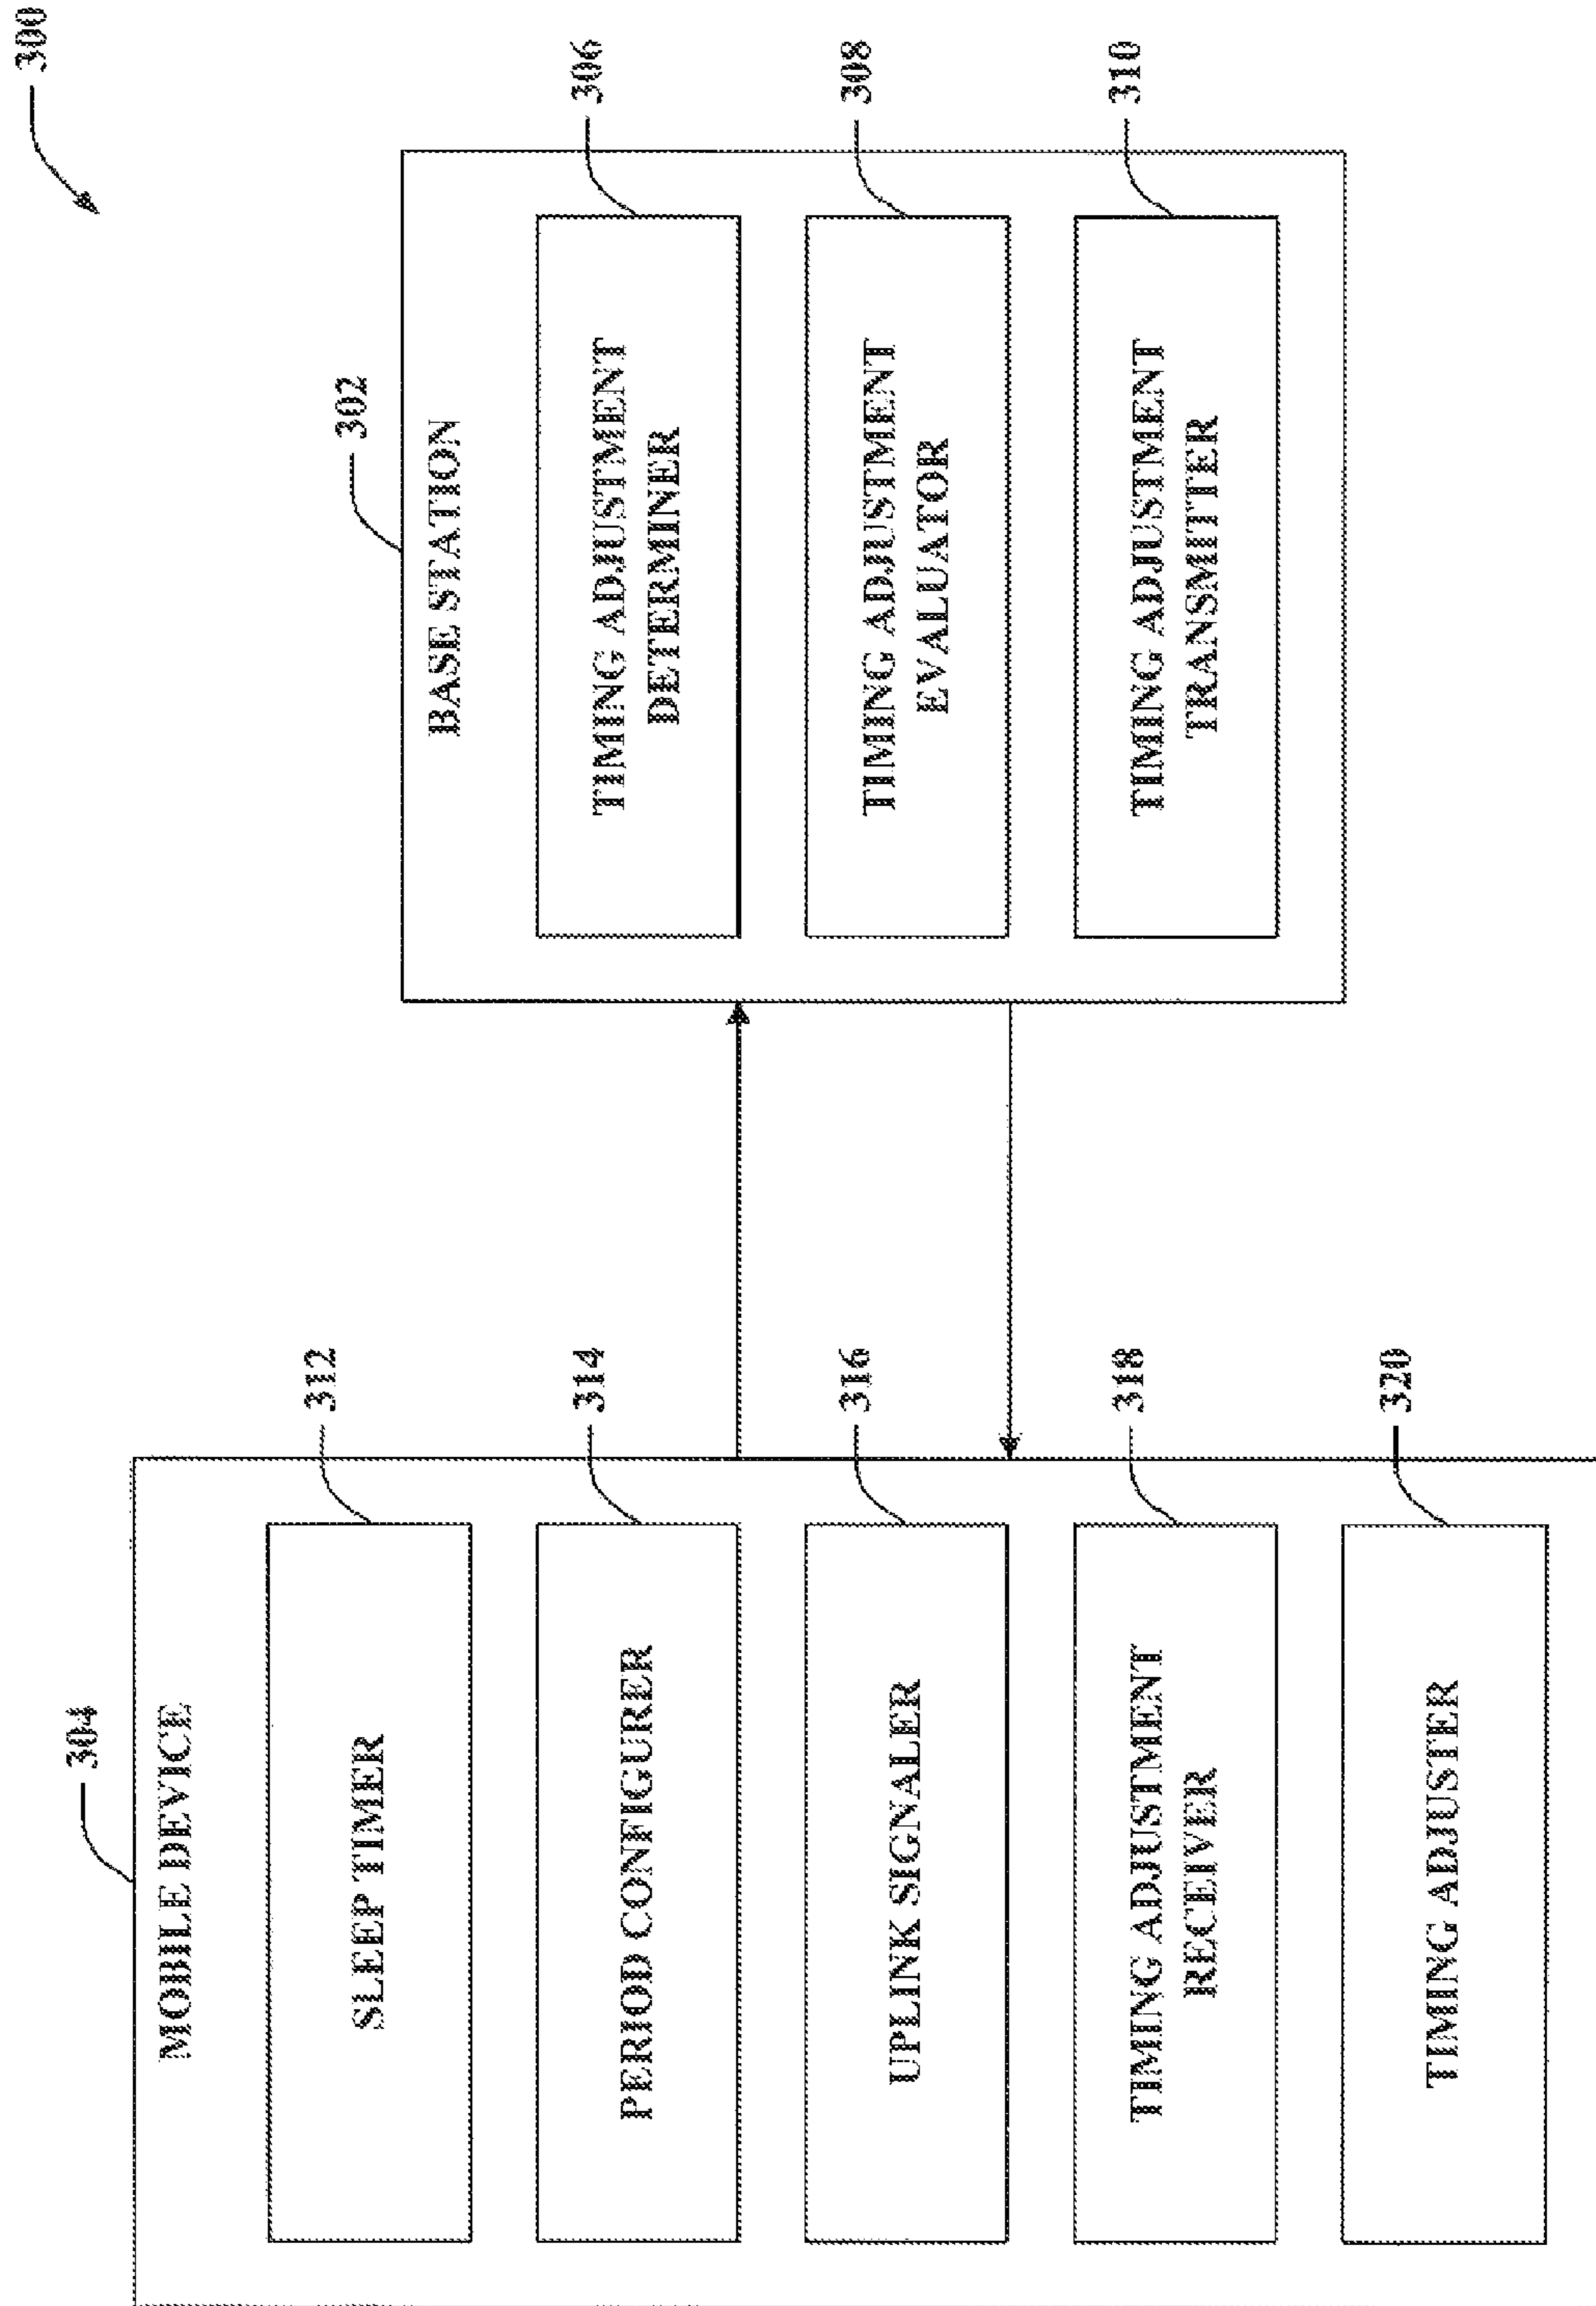 300
304
MOBILE DEVICE
312
SLEEP TIMER
314
PERIOD CONFIGURER
316
UPLINK SIGNALER
318
TIMING ADJUSTMENT
RECEIVER
320
TIMING ADJUSTER
302
BASE STATION
306
TIMING ADJUSTMENT
DETERMINER
308
TIMING ADJUSTMENT
EVALUATOR
310
TIMING ADJUSTMENT
TRANSMITTER